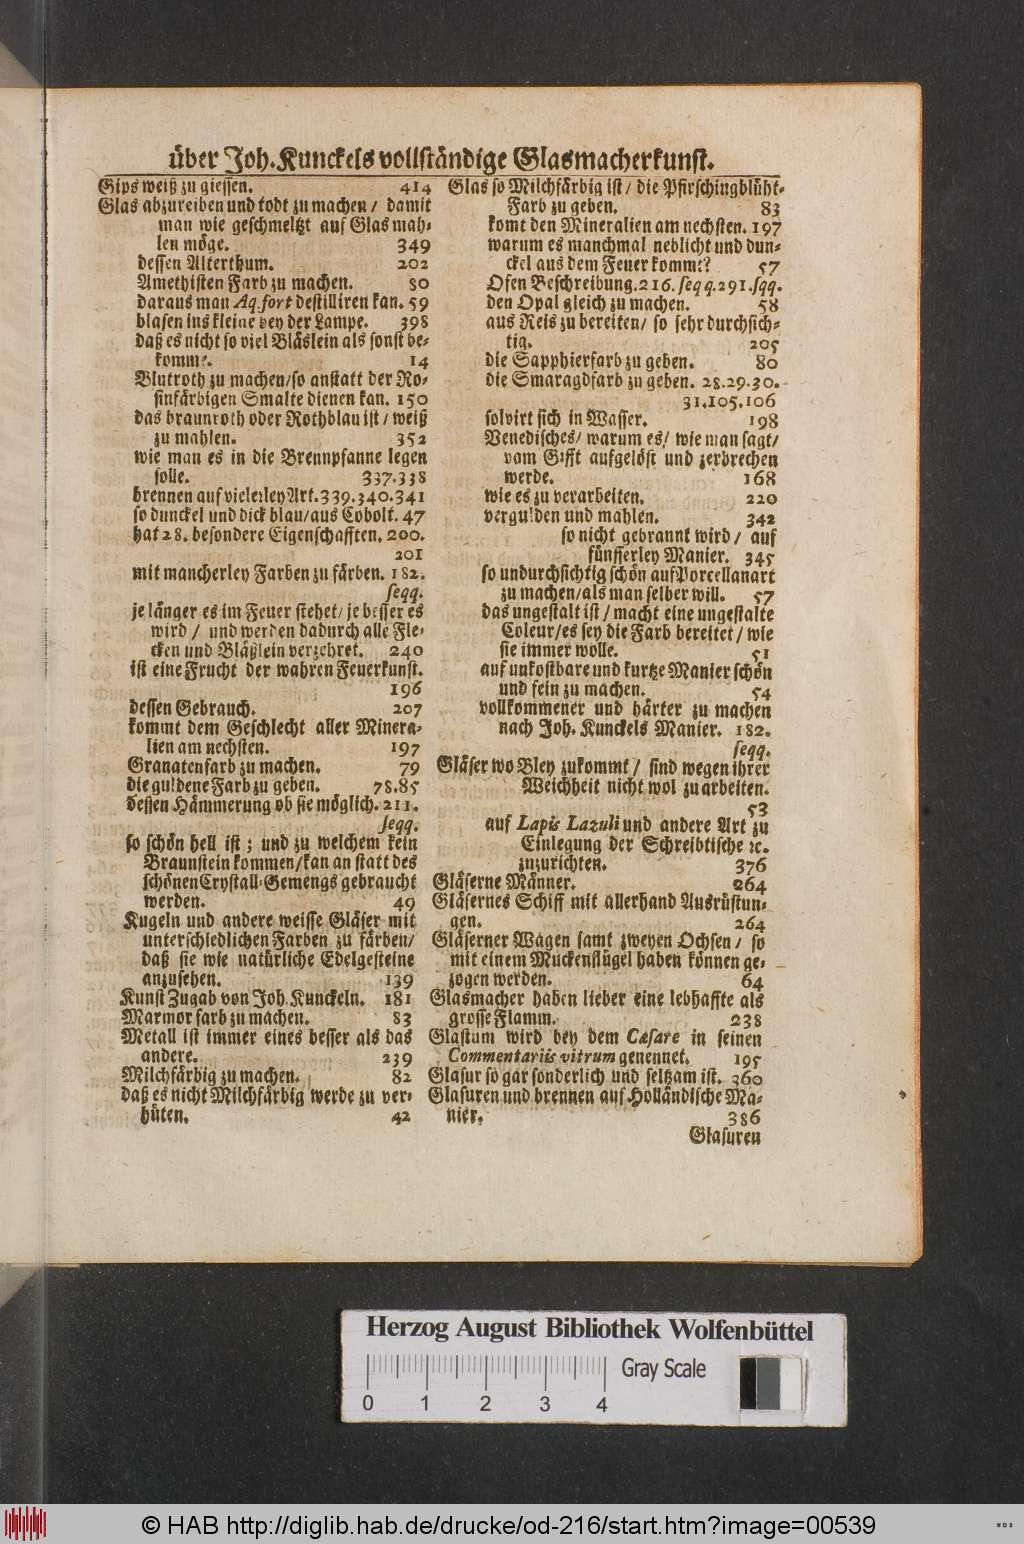 über Joh. Kunckels vollständige Glasmacherkunst.
Gips weiß zu giessen. 414
Glas abzureiben und todt zu machen / damit
man wie geschmeltzt auf Glas mah-
len möge. 349
dessen Alterthum. 202
Amethisten Farb zu machen. 80
daraus man Aq. fort destilliren kan. 59
blasen ins kleine bey der Lampe. 398
daß es nicht so viel Bläslein als sonst be-
komme. 14
Blutroth zu machen / so anstatt der Ro-
sinfärbigen Smalte dienen kan. 150
das braunroth oder Rothblau ist / weiß
zu mahlen. 352
wie man es in die Brennpfanne legen
solle. 337.338
brennen auf vielerley Art. 339.340.341
so dunckel und dick blau / aus Cobolt. 47
hat 28. besondere Eigenschafften. 200.
201
mit mancherley Farben zu färben. 182.
seqq.
je länger es im Feuer stehet / je besser es
wird / und werden dadurch alle Fle-
cken und Bläßlein verzehret. 240
ist eine Frucht der wahren Feuerkunst.
196
dessen Gebrauch. 207
kommt dem Geschlecht aller Minera-
lien am nechsten. 197
Granatenfarb zu machen. 79
die guldene Farb zu geben. 78.85
dessen Hämmerung ob sie möglich. 211.
seqq.
so schön hell ist ; und zu welchem kein
Braunstein kommen / kan an statt des
schönen Crystall-Gemengs gebraucht
werden. 49
Kugeln und andere weisse Gläser mit
unterschiedlichen Farben zu färben /
daß sie wie natürliche Edelgesteine
anzusehen. 139
Kunst Zugab von Joh. Kunckeln. 181
Marmor farb zu machen. 83
Metall ist immer eines besser als das
andere. 239
Milchfärbig zu machen. 82
daß es nicht Milchfärbig werde zu ver-
hüten. 42
Glas so Milchfärbig ist / die Pfirschingblüht-
Farb zu geben. 83
komt den Mineralien am nechsten. 197
warum es manchmal neblicht und dun-
ckel aus dem Feuer kommt? 57
Ofen Beschreibung. 216. seqq. 291. sqq.
den Opal gleich zu machen. 58
aus Reis zu bereiten / so sehr durchsich-
tig. 205
die Sapphierfarb zu geben. 80
die Smaragdfarb zu geben. 28.29.30.
31.105.106
solvirt sich in Wasser. 198
Venedisches / warum es / wie man sagt /
vom Gifft aufgelöst und zerbrechen
werde. 168
wie es zu verarbeiten. 220
vergulden und mahlen. 342
so nicht gebrannt wird / auf
fünfferley Manier. 345
so undurchsichtig schön auf Porcellanart
zu machen / als man selber will. 57
das ungestalt ist / macht eine ungestalte
Coleur / es sey die Farb bereitet / wie
sie immer wolle. 51
auf unkostbare und kurtze Manier schön
und fein zu machen. 54
vollkommener und härter zu machen
nach Joh. Kunckels Manier. 182.
seqq.
Gläser wo Bley zukommt / sind wegen ihrer
Weichheit nicht wol zu arbeiten.
53
auf Lapis Lazuli und andere Art zu
Einlegung der Schreibtische ꝛc.
zuzurichten. 376
Gläserne Männer. 264
Gläsernes Schiff mit allerhand Ausrüstun-
gen. 264
Gläserner Wagen samt zweyen Ochsen / so
mit einem Muckenflügel haben können ge-
zogen werden. 64
Glasmacher haben lieber eine lebhaffte als
grosse Flamm. 238
Glastum wird bey dem Cæsare in seinen
Commentariis vitrum genennet. 195
Glasur so gar sonderlich und seltzam ist. 360
Glasuren und brennen auf Holländische Ma-
nier. 386
Glasuren
Herzog August Bibliothek Wolfenbüttel
Gray Scale
0 1 2 3 4
© HAB http://diglib.hab.de/drucke/od-216/start.htm?image=00539